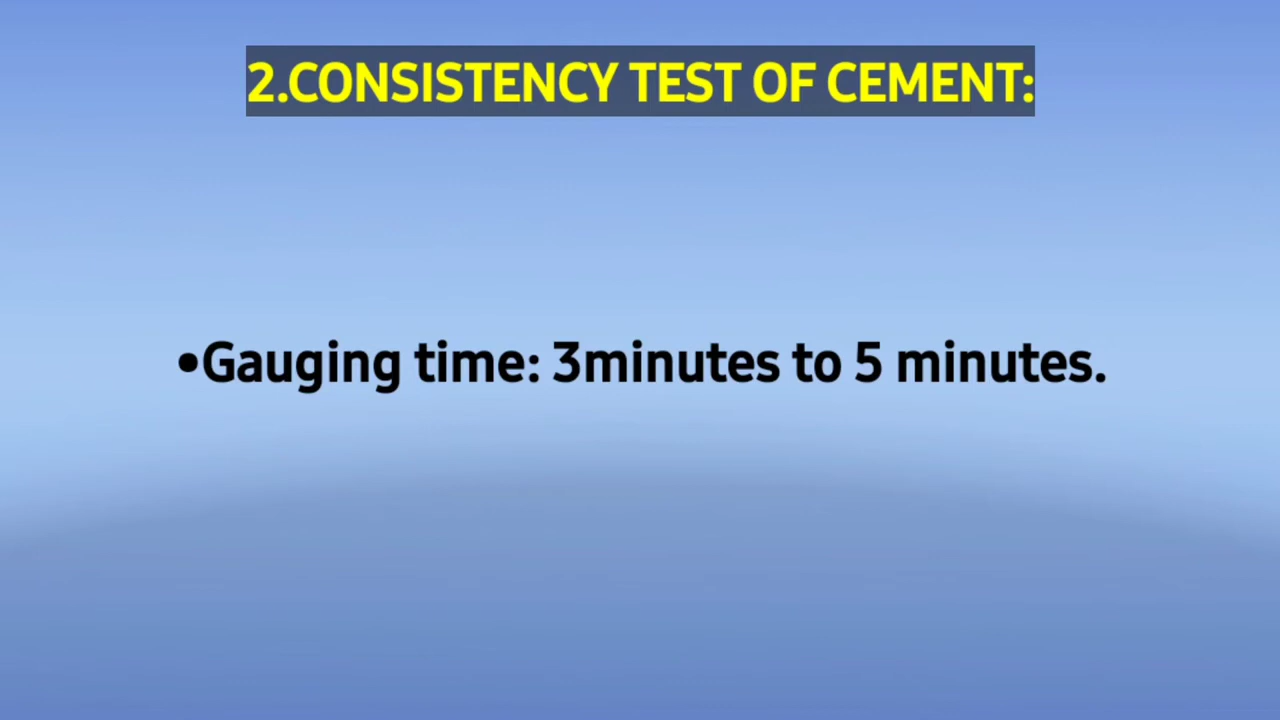 2.CONSISTENCY TEST OF CEMENT:
•Gauging time: 3minutes to 5 minutes.